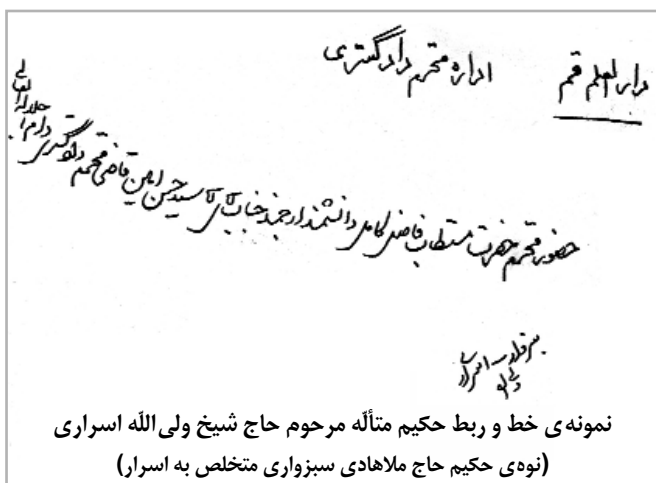 دارالعلم قم
اداره محترم دادگستری
حضور محترم حضرت مستطاب فاضل کامل دانشمند ارجمند جناب آقای آقا سید حسن امین قاضی محترم دادگستری دام اجلاله العالی
نمونه‌ی خط و ربط حکیم متألّه مرحوم حاج شیخ ولی‌اللّه اسراری
(نوه‌ی حکیم حاج ملاهادی سبزواری متخلص به اسرار)